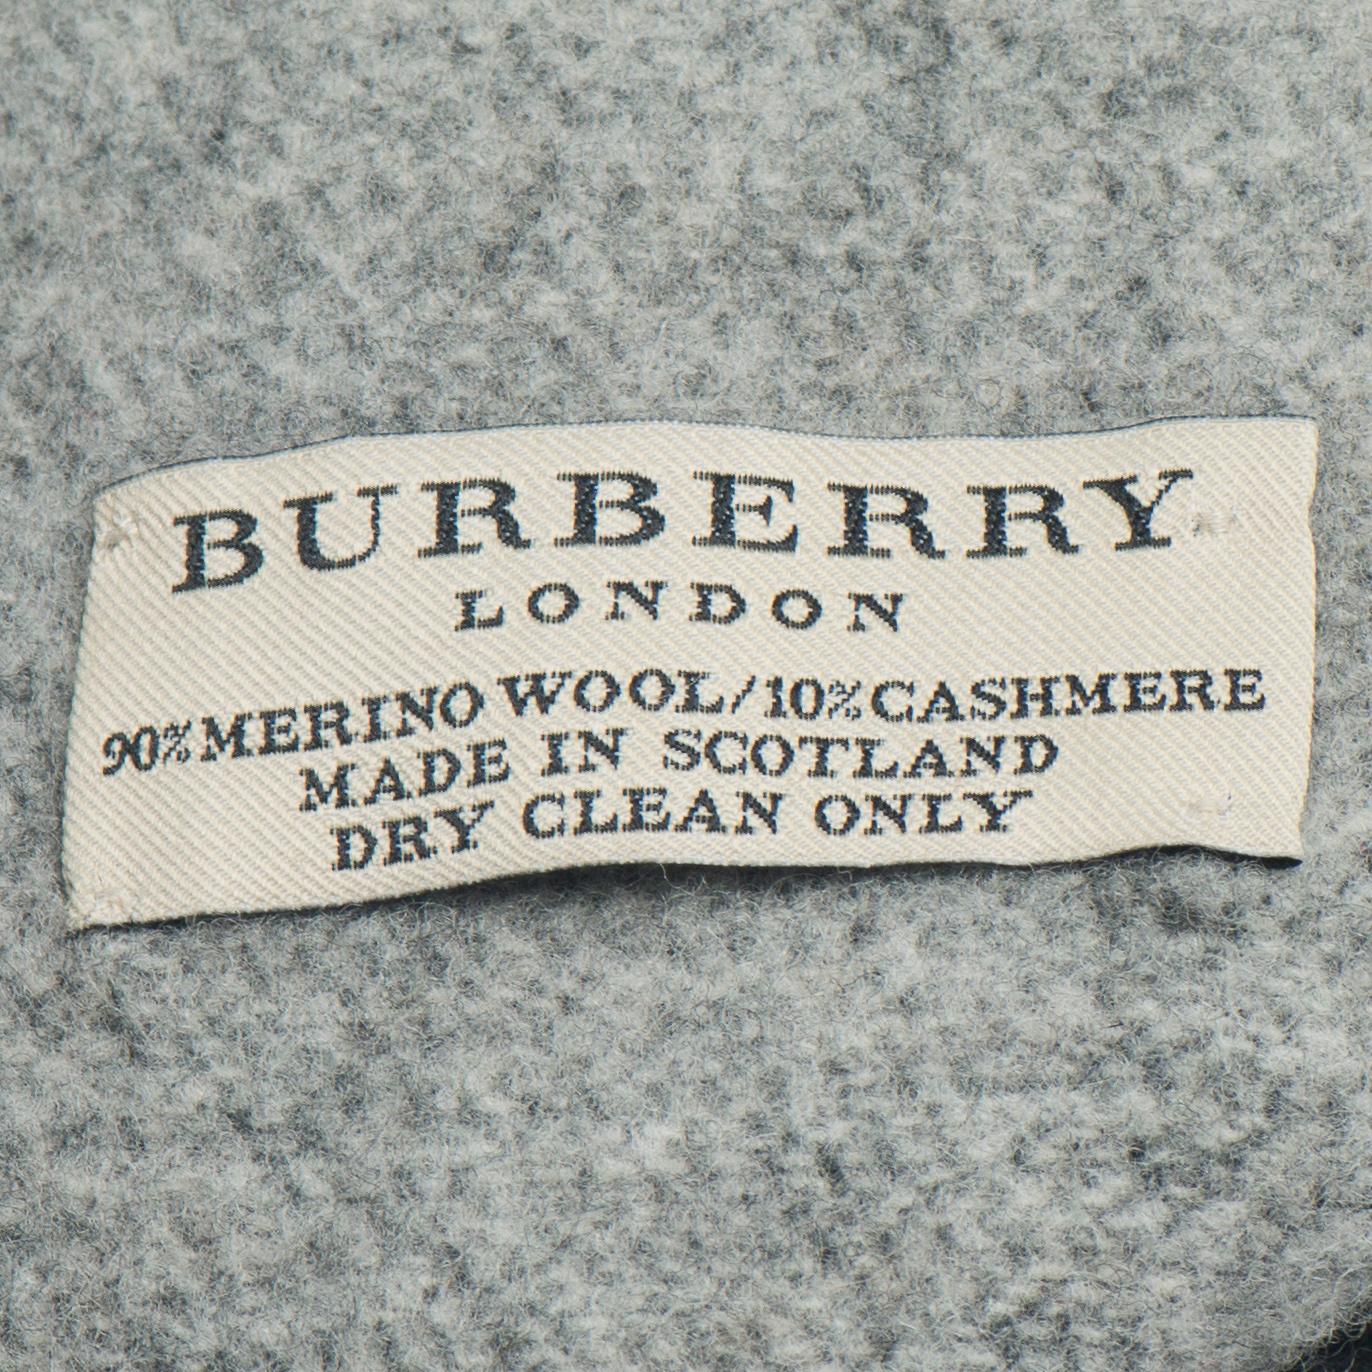 BURBERRY
LONDON
90% MERINO WOOL/10% CASHMERE
MADE IN SCOTLAND
DRY CLEAN ONLY